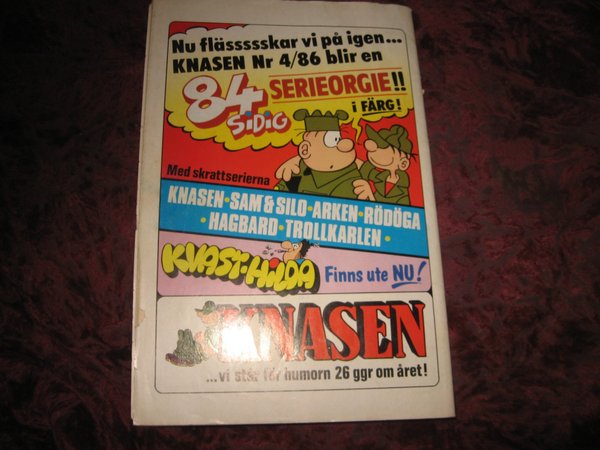 Nu flässssskar vi på igen...
KNASEN Nr 4/86 blir en
84
SIDIG
SERIEORGIE!!
i FÄRG!
Med skrattserierna
KNASEN·SAM & SILO·ARKEN·RÖDÖGA
·HAGBARD·TROLLKARLEN·
KVAST-HILDA Finns ute NU!
KNASEN
...vi står för humorn 26 ggr om året!